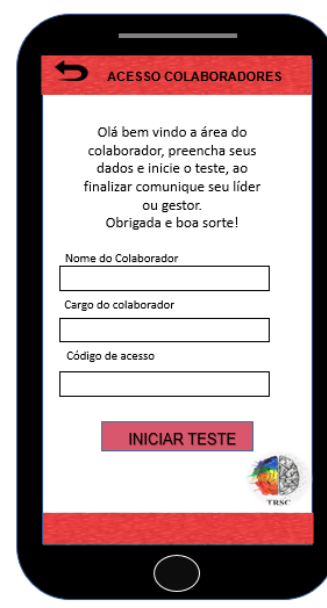 ACESSO COLABORADORES
Olá bem vindo a área do
colaborador, preencha seus
dados e inicie o teste, ao
finalizar comunique seu líder
ou gestor.
Obrigada e boa sorte!
Nome do Colaborador
Cargo do colaborador
Código de acesso
INICIAR TESTE
TRSC